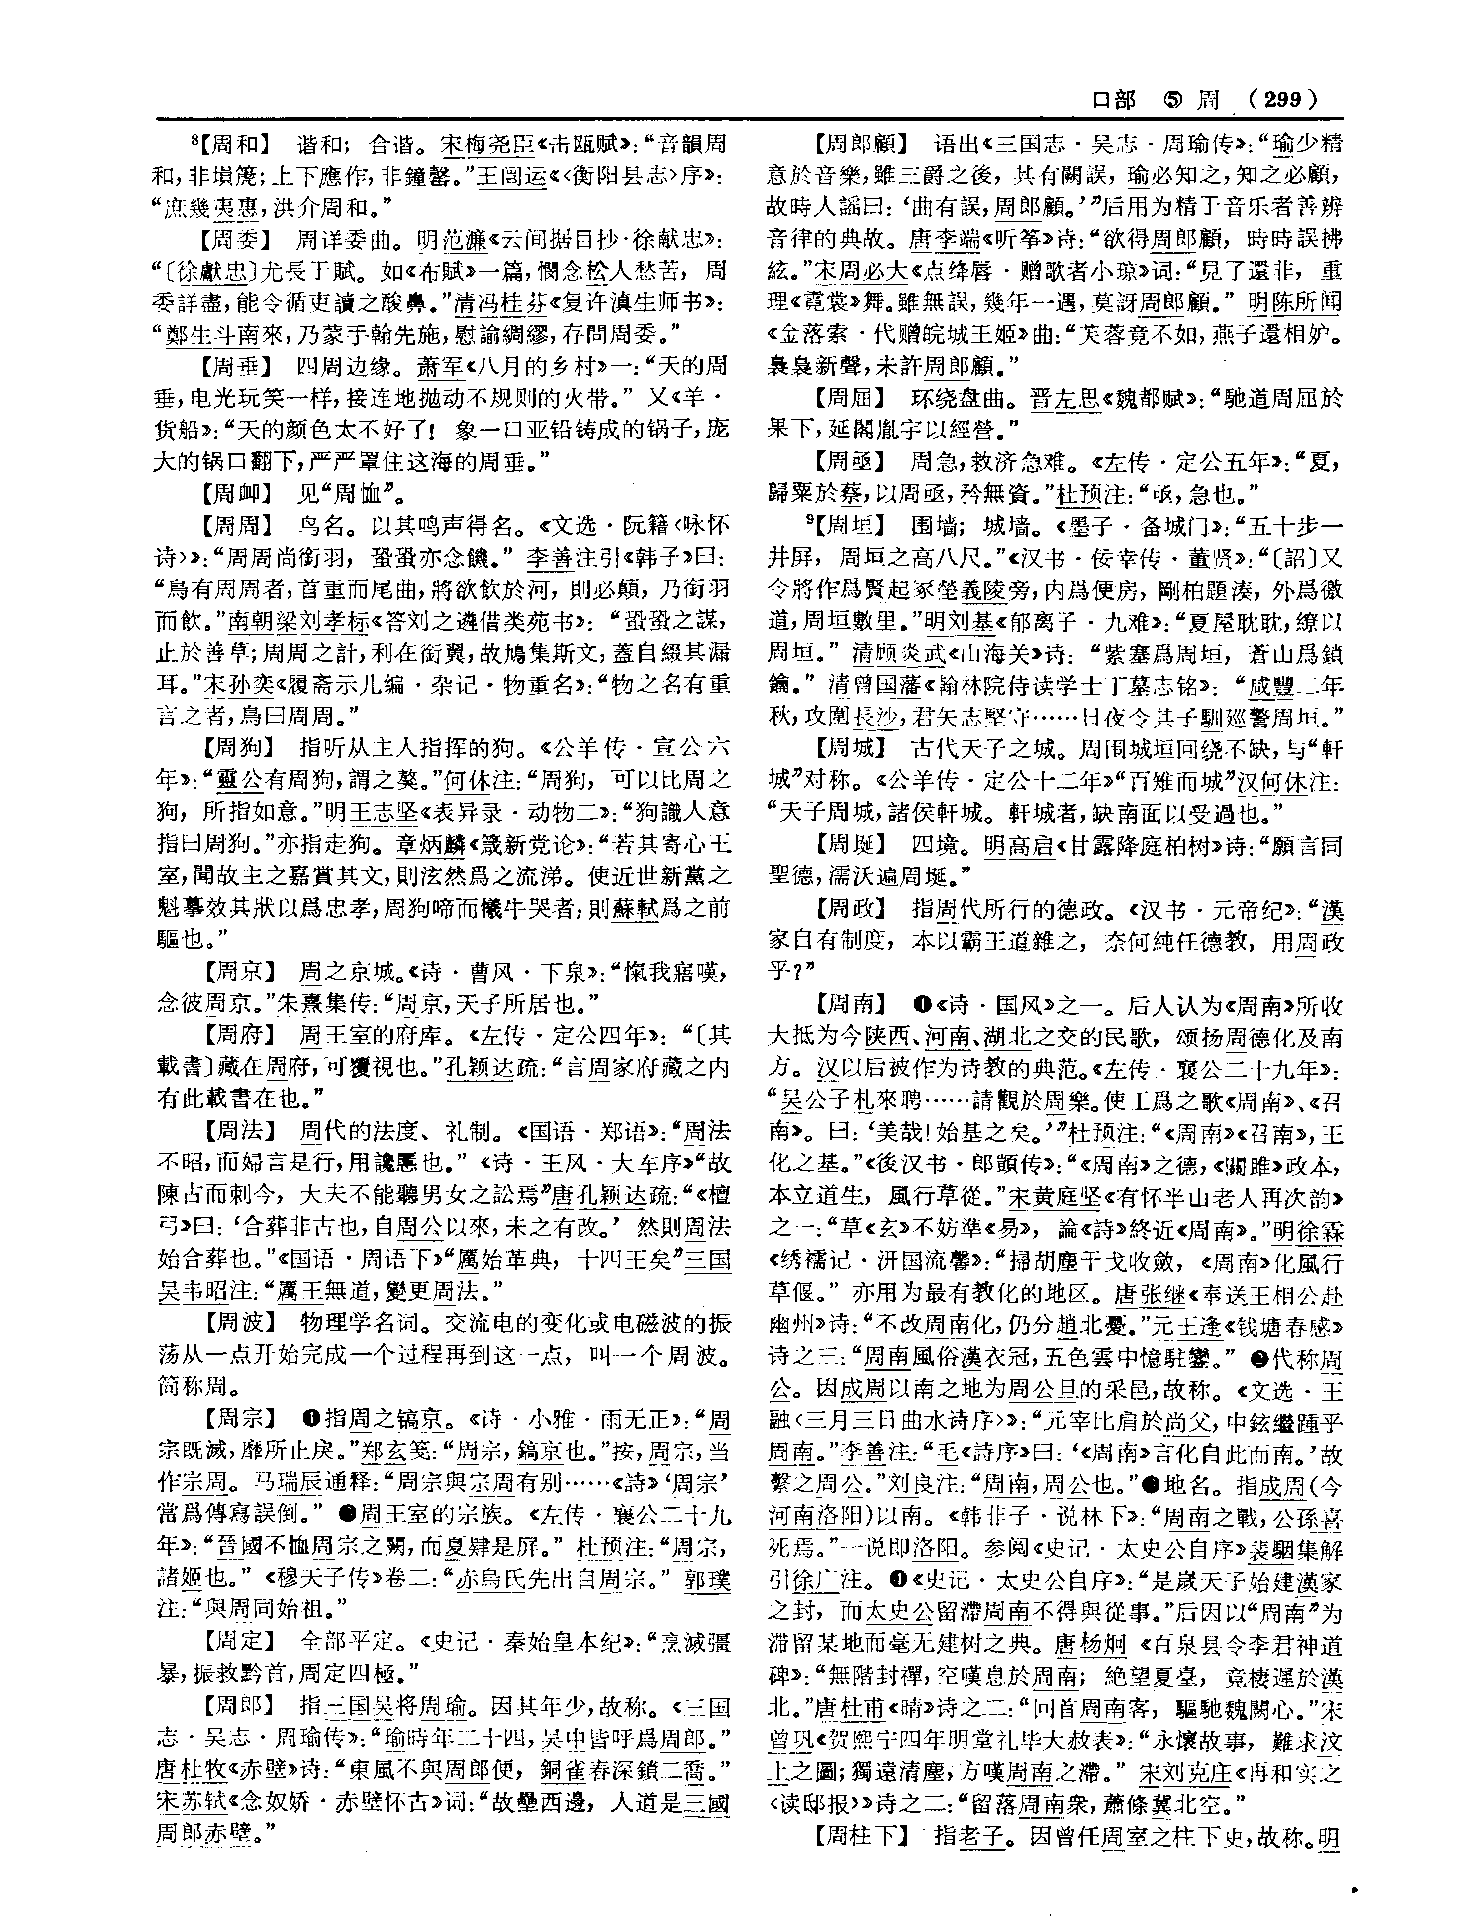 口部 ⑤ 周 （299）
⁸【周和】 谐和；合谐。宋梅尧臣《击瓯赋》：“音韻周
和，非塤篪；上下應作，非鐘磬。”王闿运《〈衡阳县志〉序》：
“庶幾夷惠，洪介周和。”
【周委】 周详委曲。明范濂《云间据目抄·徐献忠》：
“〔徐獻忠〕尤長于賦。如《布賦》一篇，憫念松人愁苦，周
委詳盡，能令循吏讀之酸鼻。”清冯桂芬《复许滇生师书》：
“鄭生斗南來，乃蒙于翰先施，慰諭綢繆，存問周委。”
【周垂】 四周边缘。萧军《八月的乡村》一：“天的周
垂，电光玩笑一样，接连地抛动不规则的火带。”又《羊·
货船》：“天的颜色太不好了！象一口亚铅铸成的锅子，庞
大的锅口翻下，严严罩住这海的周垂。”
【周卹】 见“周恤”。
【周周】 鸟名。以其鸣声得名。《文选·阮籍〈咏怀
诗〉》：“周周尚銜羽，蛩蛩亦念饑。”李善注引《韩子》曰：
“鳥有周周者，首重而尾曲，將欲飲於河，則必顛，乃銜羽
而飲。”南朝梁刘孝标《答刘之遴借类苑书》：“蛩蛩之謀，
止於善草；周周之計，利在銜翼，故鳩集斯文，蓋自綴其漏
耳。”宋孙奕《履斋示儿编·杂记·物重名》：“物之名有重
言之者，鳥曰周周。”
【周狗】 指听从主人指挥的狗。《公羊传·宣公六
年》：“靈公有周狗，謂之獒。”何休注：“周狗，可以比周之
狗，所指如意。”明王志坚《表异录·动物二》：“狗識人意
指曰周狗。”亦指走狗。章炳麟《箴新党论》：“若其寄心王
室，聞故主之嘉賞其文，則泫然爲之流涕。使近世新黨之
魁摹效其狀以爲忠孝，周狗啼而犧牛哭者，則蘇軾爲之前
驅也。”
【周京】 周之京城。《诗·曹风·下泉》：“愾我寤嘆，
念彼周京。”朱熹集传：“周京，天子所居也。”
【周府】 周王室的府库。《左传·定公四年》：“〔其
載書〕藏在周府，可覆視也。”孔颖达疏：“言周家府藏之内
有此載書在也。”
【周法】 周代的法度、礼制。《国语·郑语》：“周法
不昭，而婦言是行，用讒慝也。”《诗·王风·大车序》“故
陳古而刺今，大夫不能聽男女之訟焉”唐孔颖达疏：“《檀
弓》曰：‘合葬非古也，自周公以來，未之有改。’然則周法
始合葬也。”《国语·周语下》“厲始革典，十四王矣”三国
吴韦昭注：“厲王無道，變更周法。”
【周波】 物理学名词。交流电的变化或电磁波的振
荡从一点开始完成一个过程再到这一点，叫一个周波。
简称周。
【周宗】 ❶指周之镐京。《诗·小雅·雨无正》：“周
宗既滅，靡所止戾。”郑玄笺：“周宗，鎬京也。”按，周宗，当
作宗周。马瑞辰通释：“周宗與宗周有别……《詩》‘周宗’
當爲傳寫誤倒。”❷周王室的宗族。《左传·襄公二十九
年》：“晉國不恤周宗之闕，而夏肄是屏。”杜预注：“周宗，
諸姬也。”《穆天子传》卷二：“赤烏氏先出自周宗。”郭璞
注：“與周同始祖。”
【周定】 全部平定。《史记·秦始皇本纪》：“烹滅彊
暴，振救黔首，周定四極。”
【周郎】 指三国吴将周瑜。因其年少，故称。《三国
志·吴志·周瑜传》：“瑜時年二十四，吴中皆呼爲周郎。”
唐杜牧《赤壁》诗：“東風不與周郎便，銅雀春深鎖二喬。”
宋苏轼《念奴娇·赤壁怀古》词：“故壘西邊，人道是三國
周郎赤壁。”
【周郎顧】 语出《三国志·吴志·周瑜传》：“瑜少精
意於音樂，雖三爵之後，其有闕誤，瑜必知之，知之必顧，
故時人謡曰：‘曲有誤，周郎顧。’”后用为精于音乐者善辨
音律的典故。唐李端《听筝》诗：“欲得周郎顧，時時誤拂
絃。”宋周必大《点绛唇·赠歌者小琼》词：“見了還非，重
理《霓裳》舞。雖無誤，幾年一遇，莫訝周郎顧。”明陈所闻
《金落索·代赠皖城王姬》曲：“芙蓉竟不如，燕子還相妒。
裊裊新聲，未許周郎顧。”
【周屈】 环绕盘曲。晋左思《魏都赋》：“馳道周屈於
果下，延閣胤宇以經營。”
【周亟】 周急，救济急难。《左传·定公五年》：“夏，
歸粟於蔡，以周亟，矜無資。”杜预注：“亟，急也。”
⁹【周垣】 围墙；城墙。《墨子·备城门》：“五十步一
井屏，周垣之高八尺。”《汉书·佞幸传·董贤》：“〔詔〕又
令將作爲賢起冢塋義陵旁，内爲便房，剛柏題湊，外爲徼
道，周垣數里。”明刘基《郁离子·九难》：“夏屋耽耽，繚以
周垣。”清顾炎武《山海关》诗：“紫塞爲周垣，蒼山爲鎖
鑰。”清曾国藩《翰林院侍读学士丁墓志铭》：“咸豐二年
秋，攻圍長沙，君矢志堅守……日夜令其子馴巡警周垣。”
【周城】 古代天子之城。周围城垣回绕不缺，与“軒
城”对称。《公羊传·定公十二年》“百雉而城”汉何休注：
“天子周城，諸侯軒城。軒城者，缺南面以受過也。”
【周埏】 四境。明高启《甘露降庭柏树》诗：“願言同
聖德，濡沃遍周埏。”
【周政】 指周代所行的德政。《汉书·元帝纪》：“漢
家自有制度，本以霸王道雜之，奈何純任德教，用周政
乎？”
【周南】 ❶《诗·国风》之一。后人认为《周南》所收
大抵为今陕西、河南、湖北之交的民歌，颂扬周德化及南
方。汉以后被作为诗教的典范。《左传·襄公二十九年》：
“吴公子札來聘……請觀於周樂。使工爲之歌《周南》、《召
南》。曰：‘美哉！始基之矣。’”杜预注：“《周南》《召南》，王
化之基。”《後汉书·郎顗传》：“《周南》之德，《關雎》政本，
本立道生，風行草從。”宋黄庭坚《有怀半山老人再次韵》
之一：“草《玄》不妨準《易》，論《詩》終近《周南》。”明徐霖
《绣襦记·汧国流馨》：“掃胡塵干戈收斂，《周南》化風行
草偃。”亦用为最有教化的地区。唐张继《奉送王相公赴
幽州》诗：“不改周南化，仍分趙北憂。”元王逢《钱塘春感》
诗之三：“周南風俗漢衣冠，五色雲中憶駐鑾。”❷代称周
公。因成周以南之地为周公旦的采邑，故称。《文选·王
融〈三月三日曲水诗序〉》：“元宰比肩於尚父，中鉉繼踵乎
周南。”李善注：“毛《詩序》曰：‘《周南》言化自北而南。’故
繫之周公。”刘良注：“周南，周公也。”❸地名。指成周（今
河南洛阳）以南。《韩非子·说林下》：“周南之戰，公孫喜
死焉。”一说即洛阳。参阅《史记·太史公自序》裴駰集解
引徐广注。❹《史记·太史公自序》：“是歲天子始建漢家
之封，而太史公留滯周南不得與從事。”后因以“周南”为
滞留某地而毫无建树之典。唐杨炯《百泉县令李君神道
碑》：“無階封禪，空嘆息於周南；絶望夏臺，竟棲遲於漢
北。”唐杜甫《晴》诗之二：“回首周南客，驅馳魏闕心。”宋
曾巩《贺熙宁四年明堂礼毕大赦表》：“永懷故事，難求汶
上之圖；獨遠清塵，方嘆周南之滯。”宋刘克庄《再和实之
〈读邸报〉》诗之二：“留落周南衆，蕭條冀北空。”
【周柱下】 指老子。因曾任周室之柱下史，故称。明